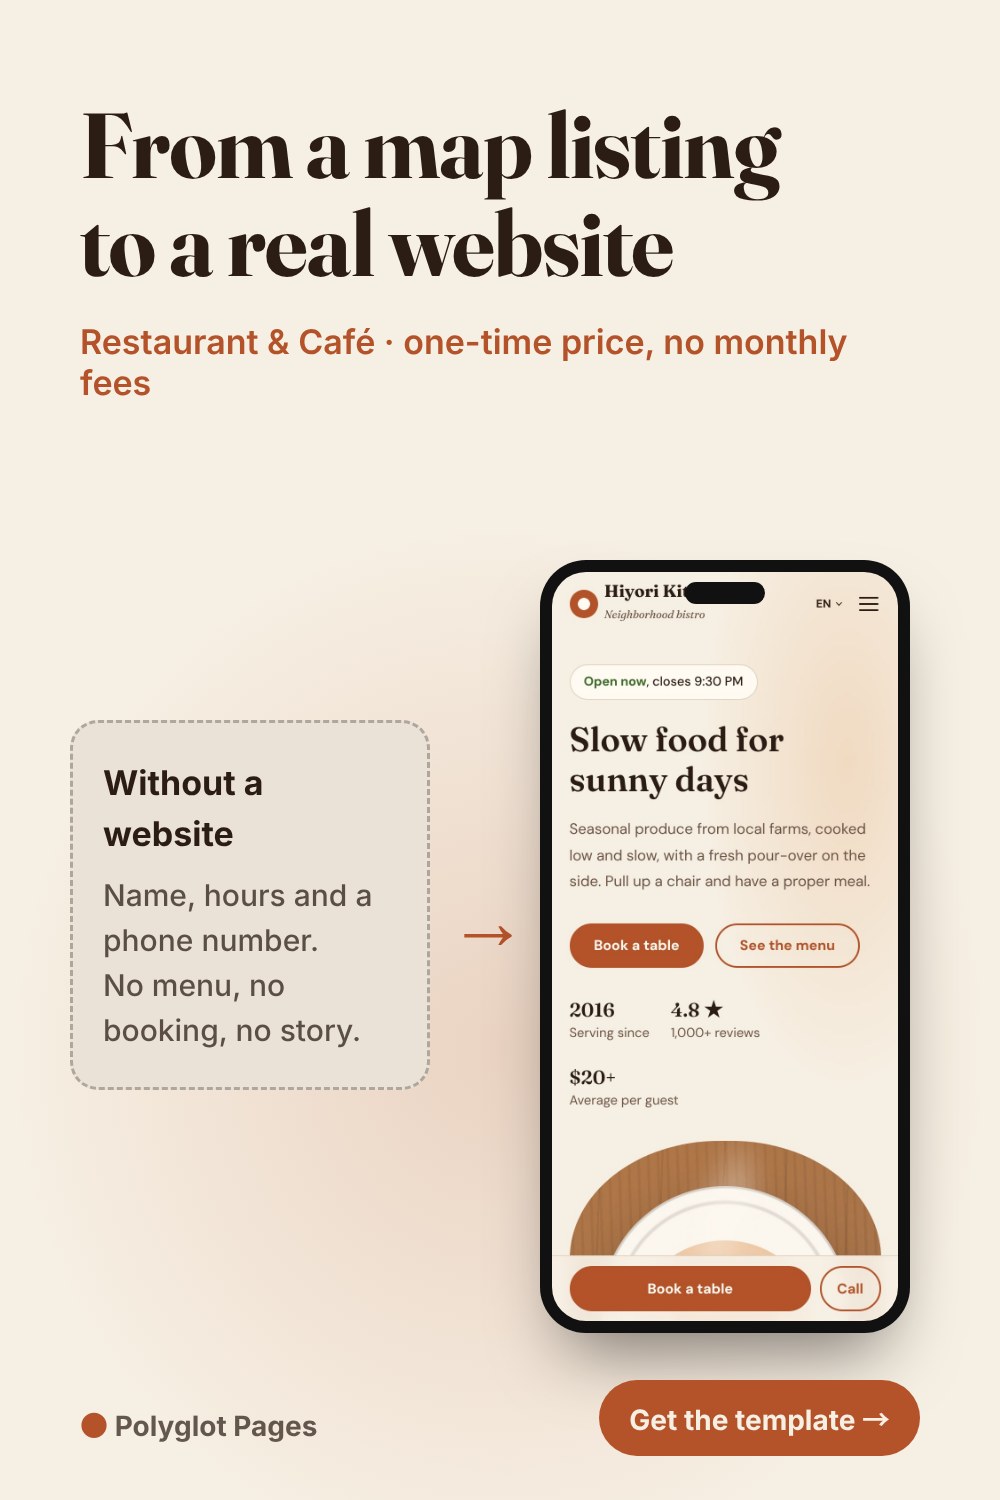 From a map listing
to a real website
Restaurant & Café · one-time price, no monthly
fees
Without a
website
Name, hours and a
phone number.
No menu, no
booking, no story.
→
Hiyori
Neighborhood bistro
EN
Open now, closes 9:30 PM
Slow food for
sunny days
Seasonal produce from local farms, cooked
low and slow, with a fresh pour-over on the
side. Pull up a chair and have a proper meal.
Book a table
See the menu
2016
4.8 ★
Serving since
1,000+ reviews
$20+
Average per guest
Book a table
Call
Polyglot Pages
Get the template →